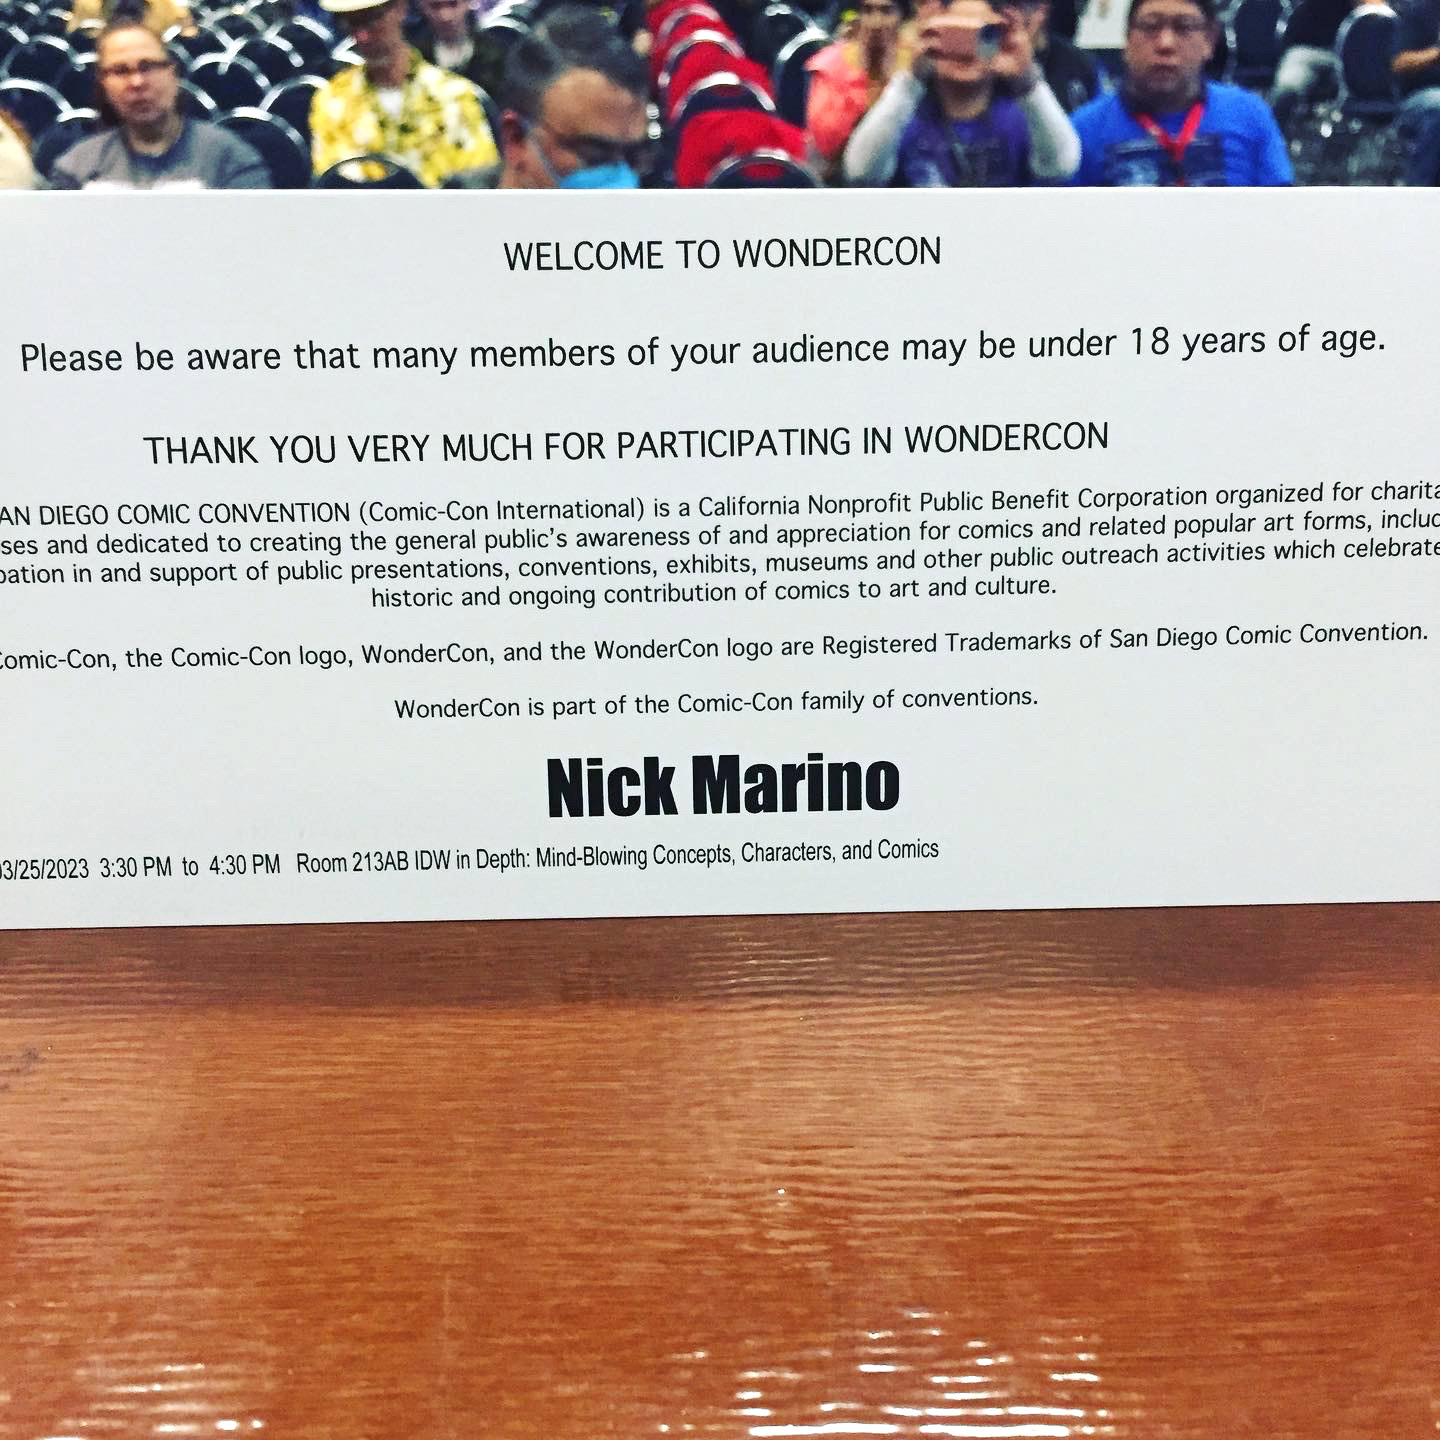 WELCOME TO WONDERCON
Please be aware that many members of your audience may be under 18 years of age.
THANK YOU VERY MUCH FOR PARTICIPATING IN WONDERCON
AN DIEGO COMIC CONVENTION (Comic-Con International) is a California Nonprofit Public Benefit Corporation organized for charita
ses and dedicated to creating the general public's awareness of and appreciation for comics and related popular art forms, includ
pation in and support of public presentations, conventions, exhibits, museums and other public outreach activities which celebrate
historic and ongoing contribution of comics to art and culture.
Comic-Con, the Comic-Con logo, WonderCon, and the WonderCon logo are Registered Trademarks of San Diego Comic Convention.
WonderCon is part of the Comic-Con family of conventions.
Nick Marino
03/25/2023 3:30 PM to 4:30 PM Room 213AB IDW in Depth: Mind-Blowing Concepts, Characters, and Comics